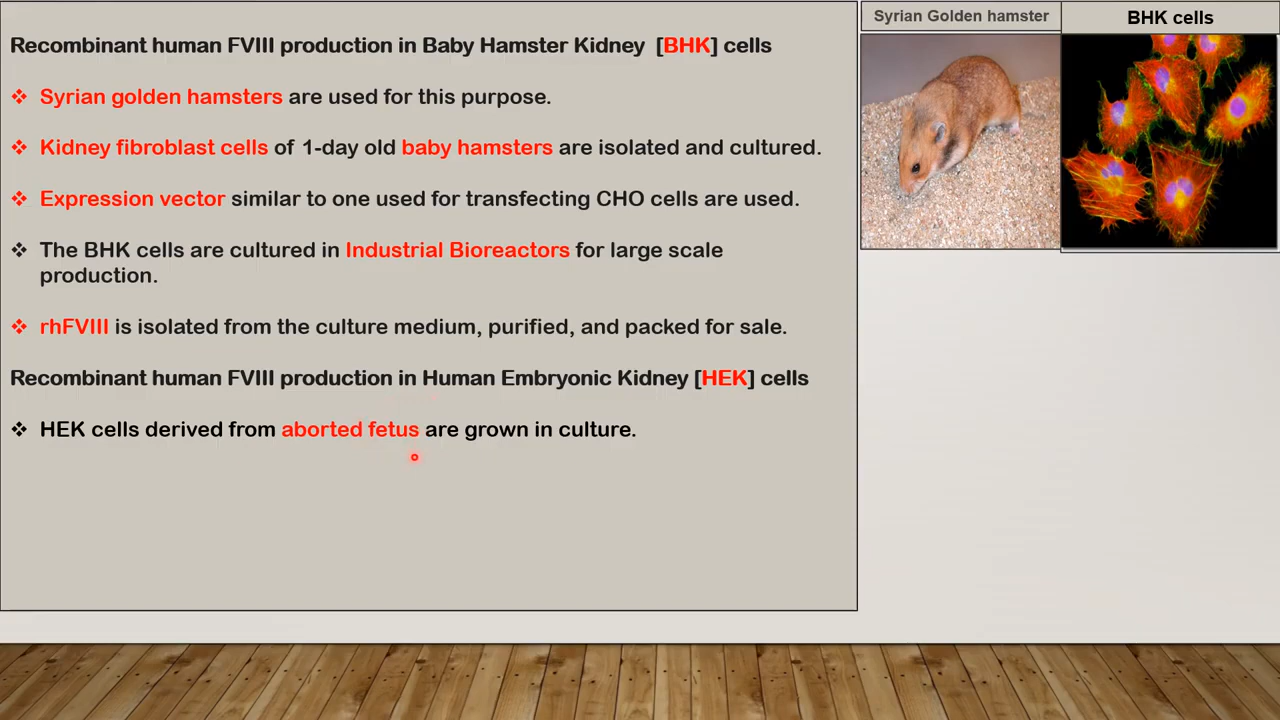 Recombinant human FVIII production in Baby Hamster Kidney [BHK] cells
❖ Syrian golden hamsters are used for this purpose.
❖ Kidney fibroblast cells of 1-day old baby hamsters are isolated and cultured.
❖ Expression vector similar to one used for transfecting CHO cells are used.
❖ The BHK cells are cultured in Industrial Bioreactors for large scale
production.
❖ rhFVIII is isolated from the culture medium, purified, and packed for sale.
Recombinant human FVIII production in Human Embryonic Kidney [HEK] cells
❖ HEK cells derived from aborted fetus are grown in culture.
Syrian Golden hamster
BHK cells